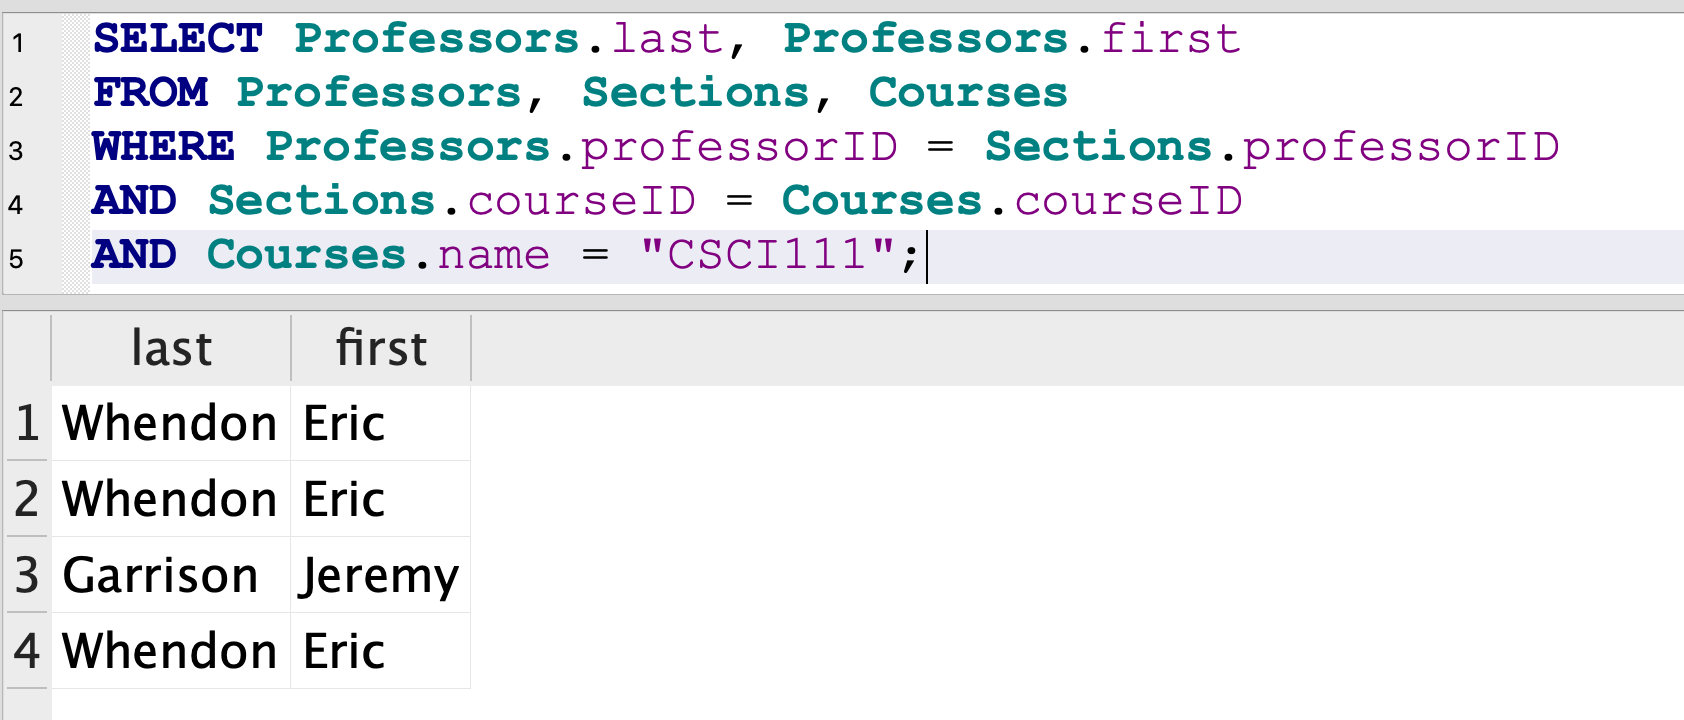 1 SELECT Professors.last, Professors.first
2 FROM Professors, Sections, Courses
3 WHERE Professors.professorID = Sections.professorID
4 AND Sections.courseID = Courses.courseID
5 AND Courses.name = "CSCI111";
last first
1 Whendon Eric
2 Whendon Eric
3 Garrison Jeremy
4 Whendon Eric